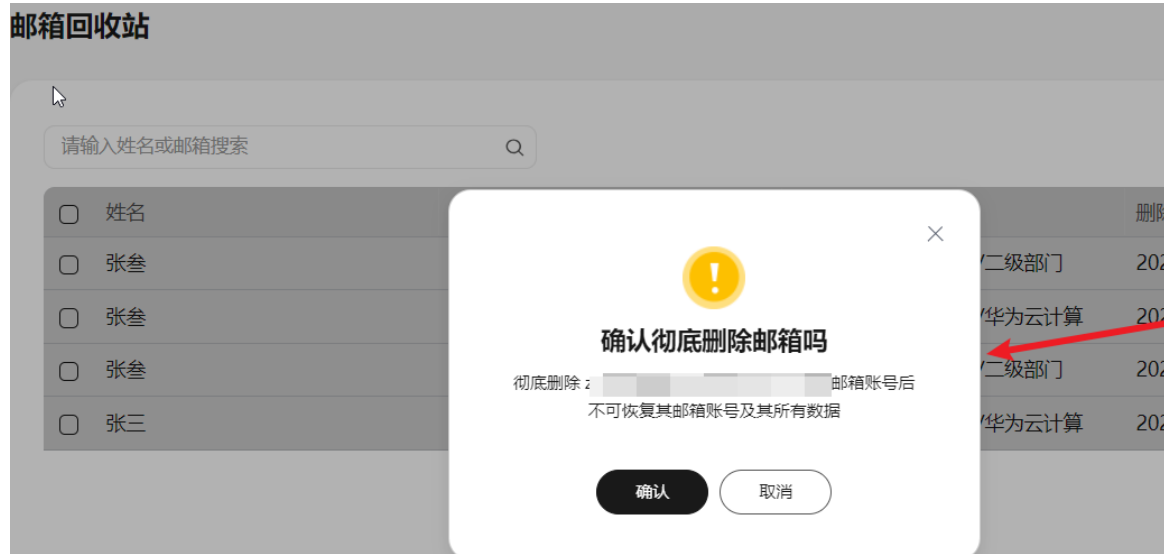 邮箱回收站
请输入姓名或邮箱搜索
姓名
删除
张叁
/二级部门
202
张叁
/华为云计算
202
张叁
/二级部门
202
张三
/华为云计算
202
确认彻底删除邮箱吗
彻底删除 z 邮箱账号后
不可恢复其邮箱账号及其所有数据
确认
取消